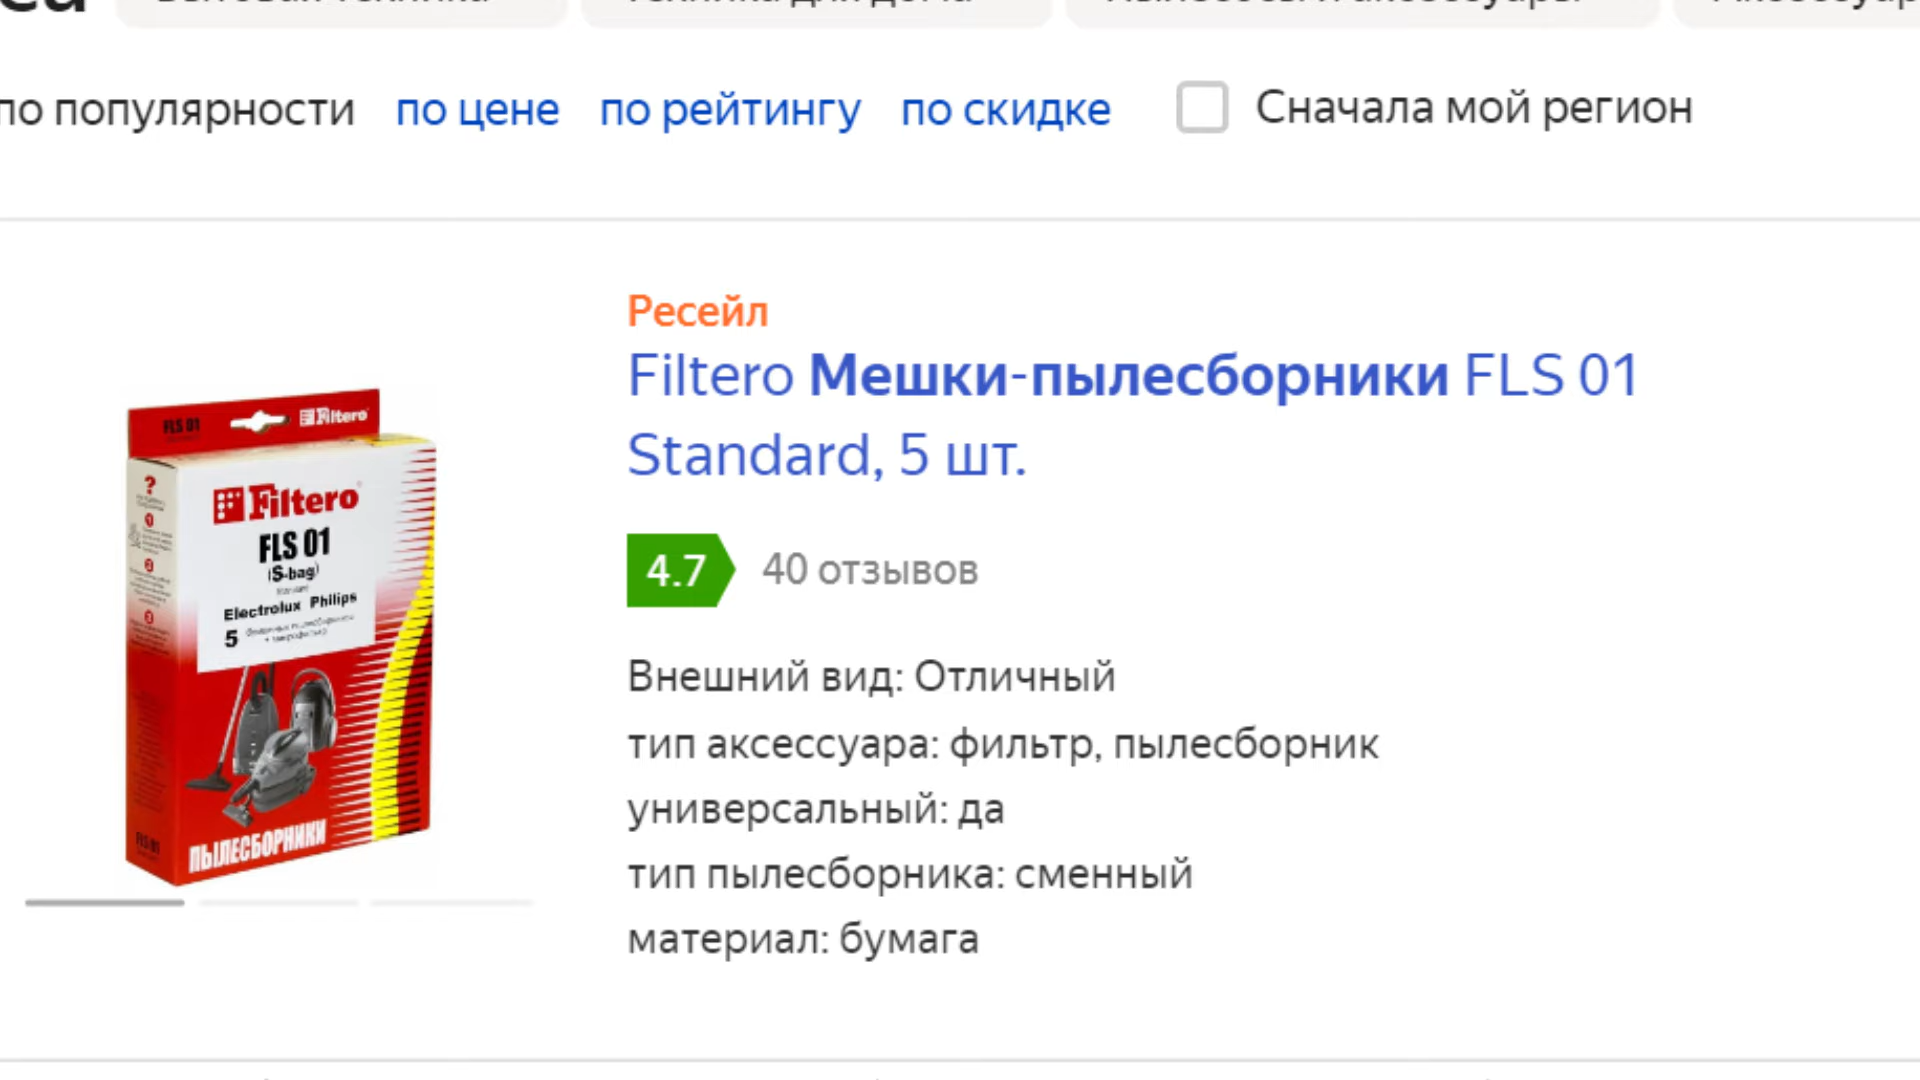 по популярности по цене по рейтингу по скидке Сначала мой регион
Ресейл
Filtero Мешки-пылесборники FLS 01
Standard, 5 шт.
4.7 40 отзывов
Внешний вид: Отличный
тип аксессуара: фильтр, пылесборник
универсальный: да
тип пылесборника: сменный
материал: бумага
FLS 01 Filtero
Filtero
FLS 01
(S-bag)
Electrolux Philips
5
ПЫЛЕСБОРНИКИ
FLS 01